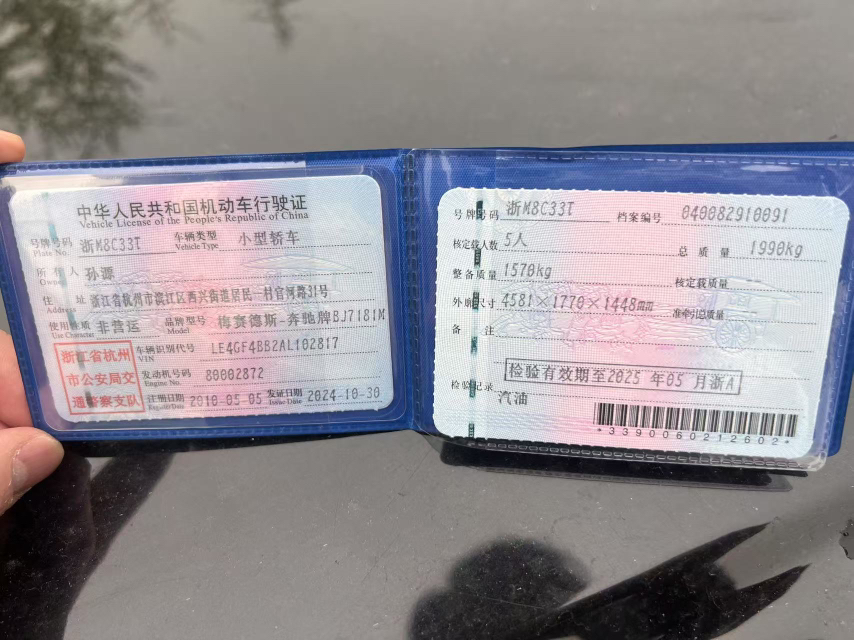 中华人民共和国机动车行驶证
Vehicle License of the People's Republic of China
号牌号码 浙M8C33T 车辆类型 小型轿车
Plate No. Vehicle Type
所有人 孙源
Owner
住 址 浙江省杭州市滨江区西兴街道居民一村官河路31号
Address
使用性质 非营运 品牌型号 梅赛德斯-奔驰牌BJ7181M
Use Character Model
浙江省杭州
市公安局交
通警察支队
车辆识别代号 LE4GF4BB2AL102817
VIN
发动机号码 80002872
Engine No.
注册日期 2010-05-05 发证日期 2024-10-30
Register Date Issue Date
号牌号码 浙M8C33T 档案编号 040082910091
核定载人数 5人 总质量 1990kg
整备质量 1570kg 核定载质量 --
外廓尺寸 4581×1770×1448mm 准牵引总质量 --
备 注
检验记录 检验有效期至2025 年05 月浙A
汽油
*3390060212602*